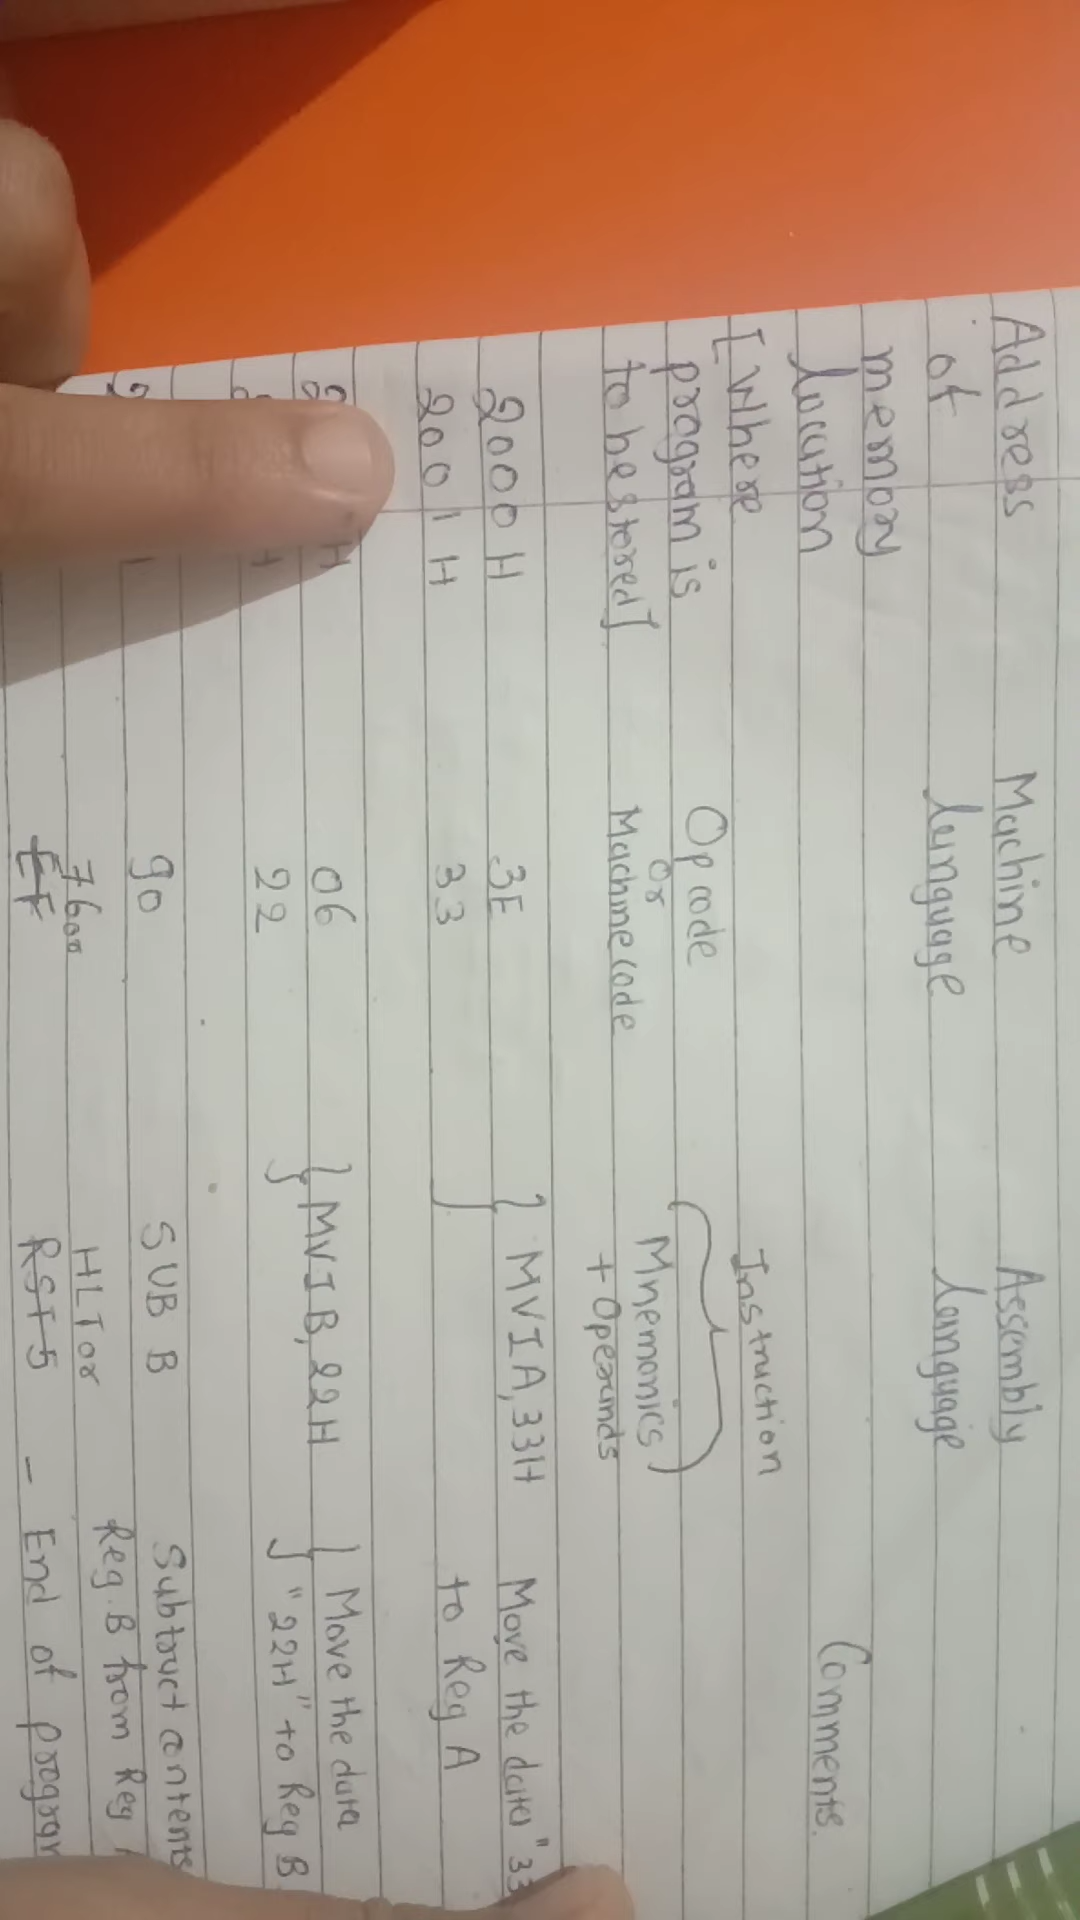 Address Machine Assembly
of language language
memory
location Comments.
[Where Instruction
program is Opcode
or Mnemonics
to be stored] Machine code + Operands
2000 H 3E } MVI A, 33H Move the data "33
2001 H 33 to Reg A
H 06 } MVI B, 22H } Move the data
H 22 "22H" to Reg B
90 SUB B Subtract contents
76 or HLT or Reg. B from Reg
EF RST 5 - End of program